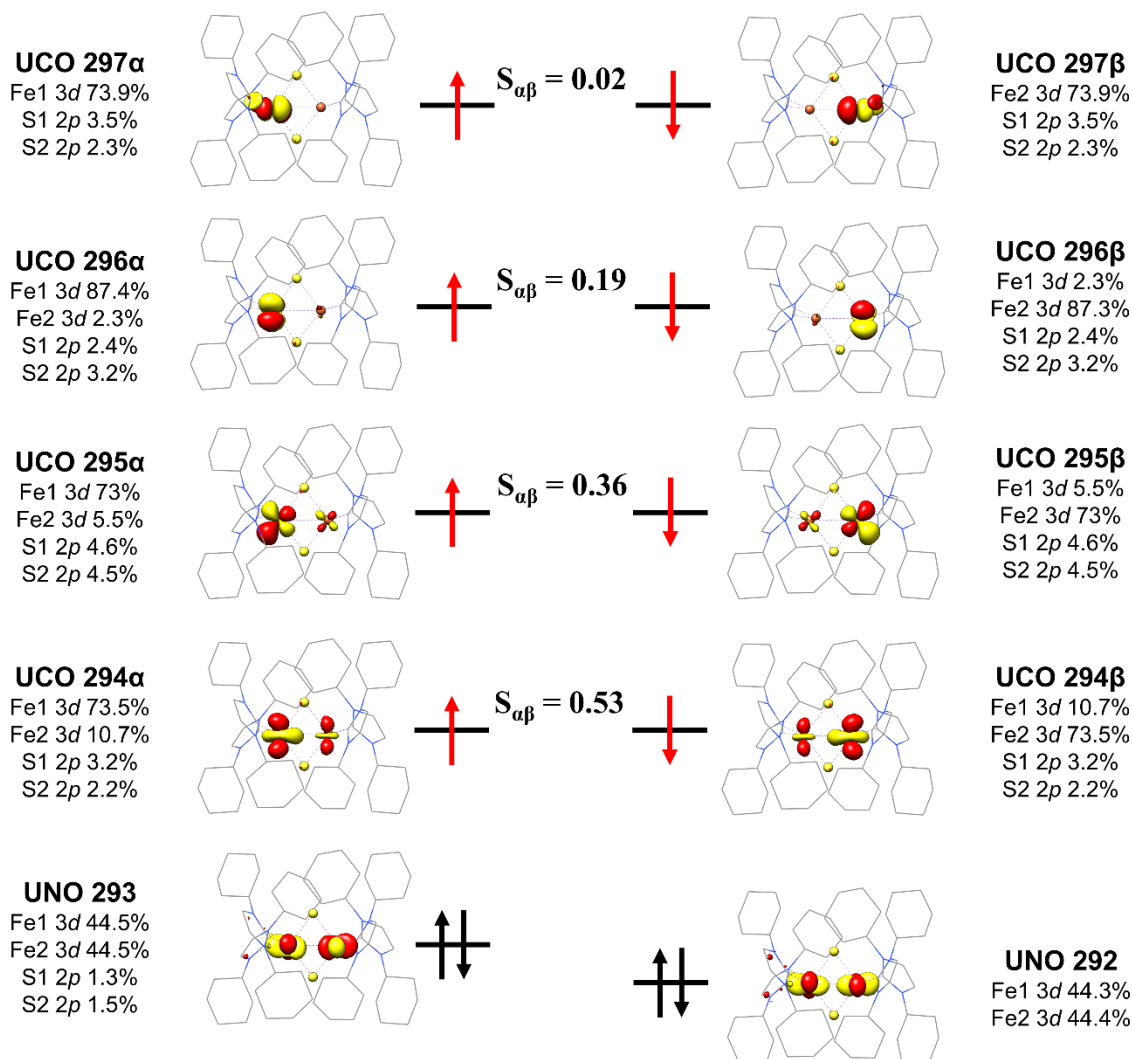 UCO 297α
Fe1 3d 73.9%
S1 2p 3.5%
S2 2p 2.3%
Sαβ = 0.02
UCO 297β
Fe2 3d 73.9%
S1 2p 3.5%
S2 2p 2.3%
UCO 296α
Fe1 3d 87.4%
Fe2 3d 2.3%
S1 2p 2.4%
S2 2p 3.2%
Sαβ = 0.19
UCO 296β
Fe1 3d 2.3%
Fe2 3d 87.3%
S1 2p 2.4%
S2 2p 3.2%
UCO 295α
Fe1 3d 73%
Fe2 3d 5.5%
S1 2p 4.6%
S2 2p 4.5%
Sαβ = 0.36
UCO 295β
Fe1 3d 5.5%
Fe2 3d 73%
S1 2p 4.6%
S2 2p 4.5%
UCO 294α
Fe1 3d 73.5%
Fe2 3d 10.7%
S1 2p 3.2%
S2 2p 2.2%
Sαβ = 0.53
UCO 294β
Fe1 3d 10.7%
Fe2 3d 73.5%
S1 2p 3.2%
S2 2p 2.2%
UNO 293
Fe1 3d 44.5%
Fe2 3d 44.5%
S1 2p 1.3%
S2 2p 1.5%
UNO 292
Fe1 3d 44.3%
Fe2 3d 44.4%